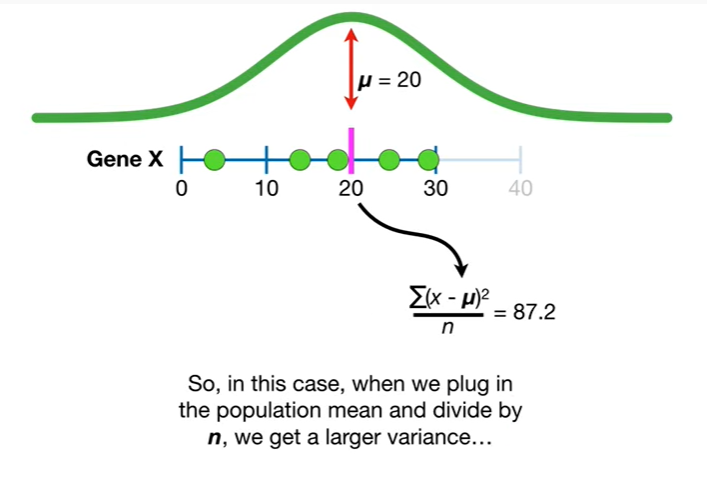 μ = 20
Gene X
0 10 20 30 40
∑(x - μ)²
n
= 87.2
So, in this case, when we plug in
the population mean and divide by
n, we get a larger variance…